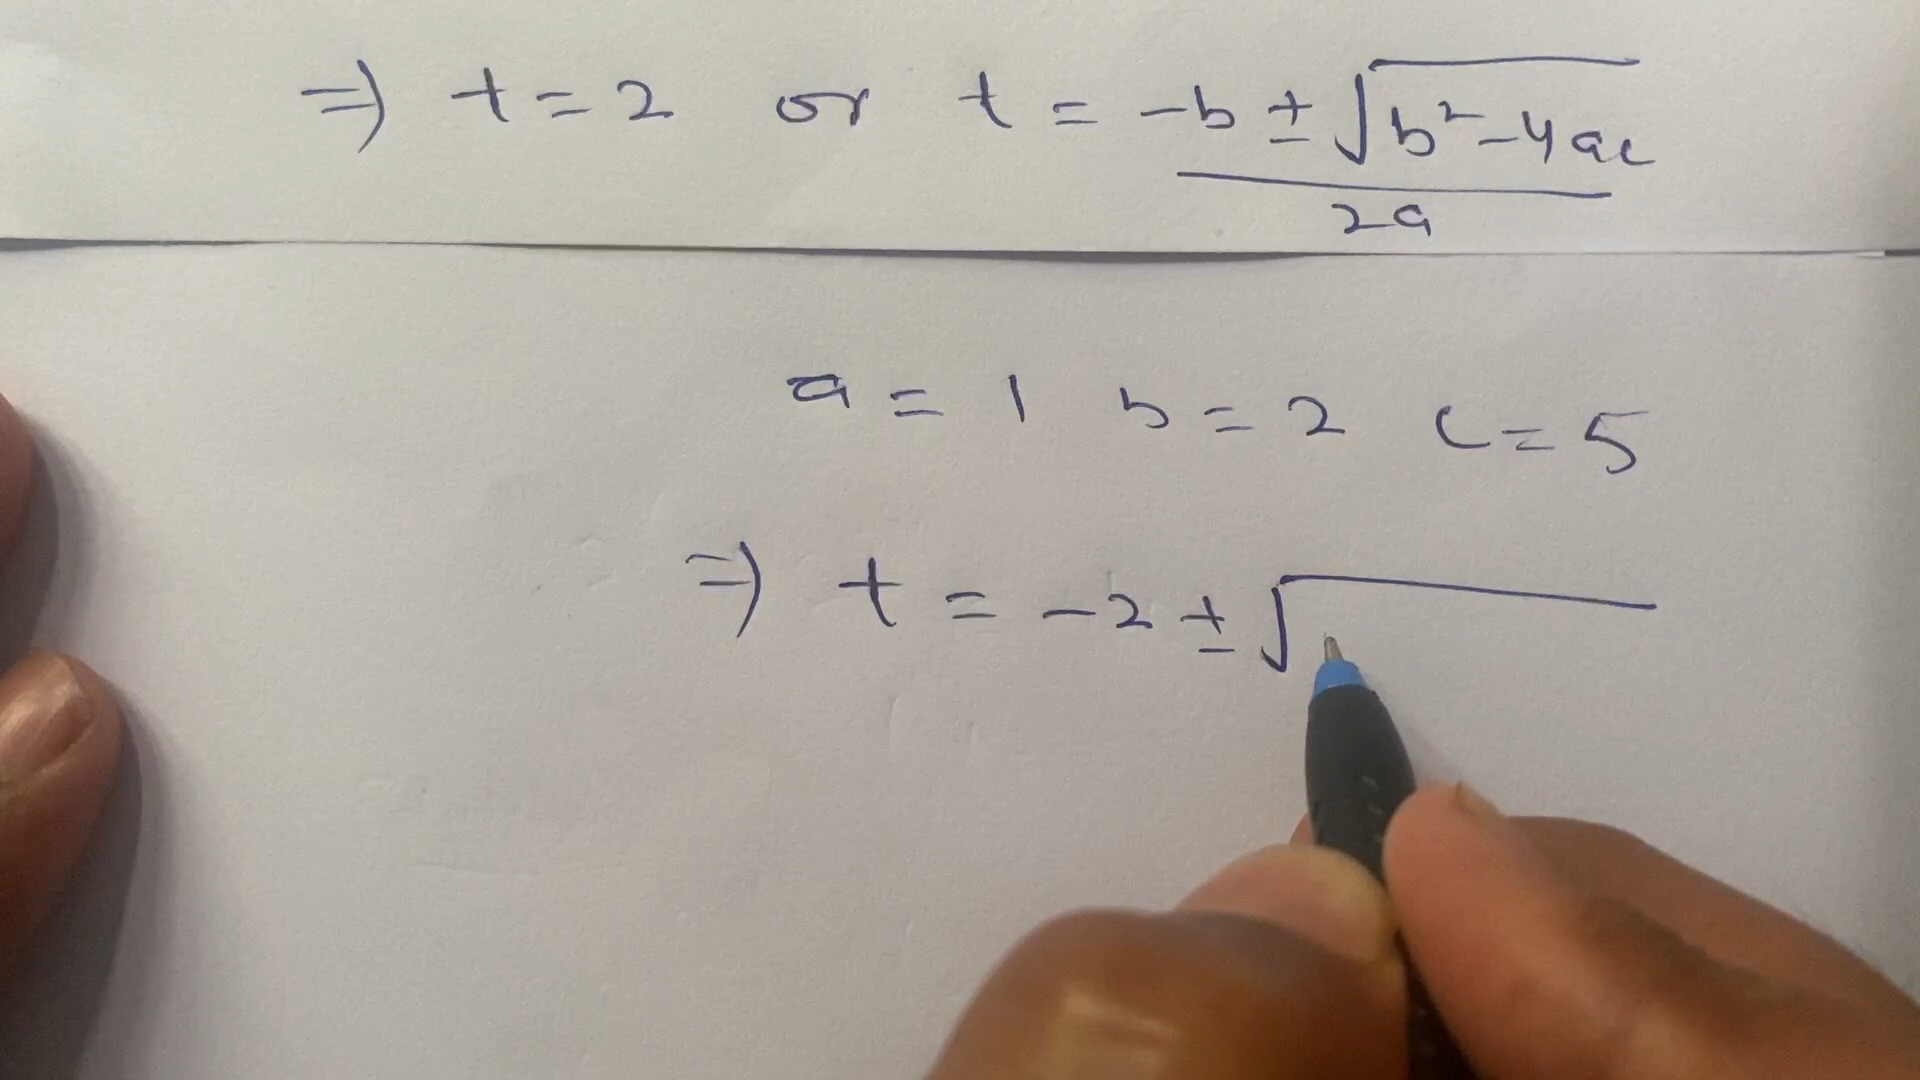 ⇒ t = 2 or t = -b ± √b² - 4ac
2a
a = 1 b = 2 c = 5
⇒ t = -2 ± √